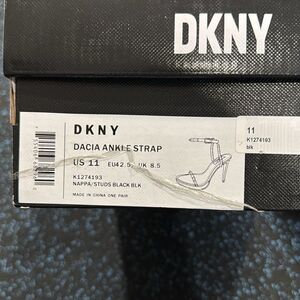 DKNY
DKNY
DACIA ANKLE STRAP
US 11 EU42.5 UK 8.5
K1274193
NAPPA/STUDS BLACK BLK
MADE IN CHINA ONE PAIR
11
K1274193
blk